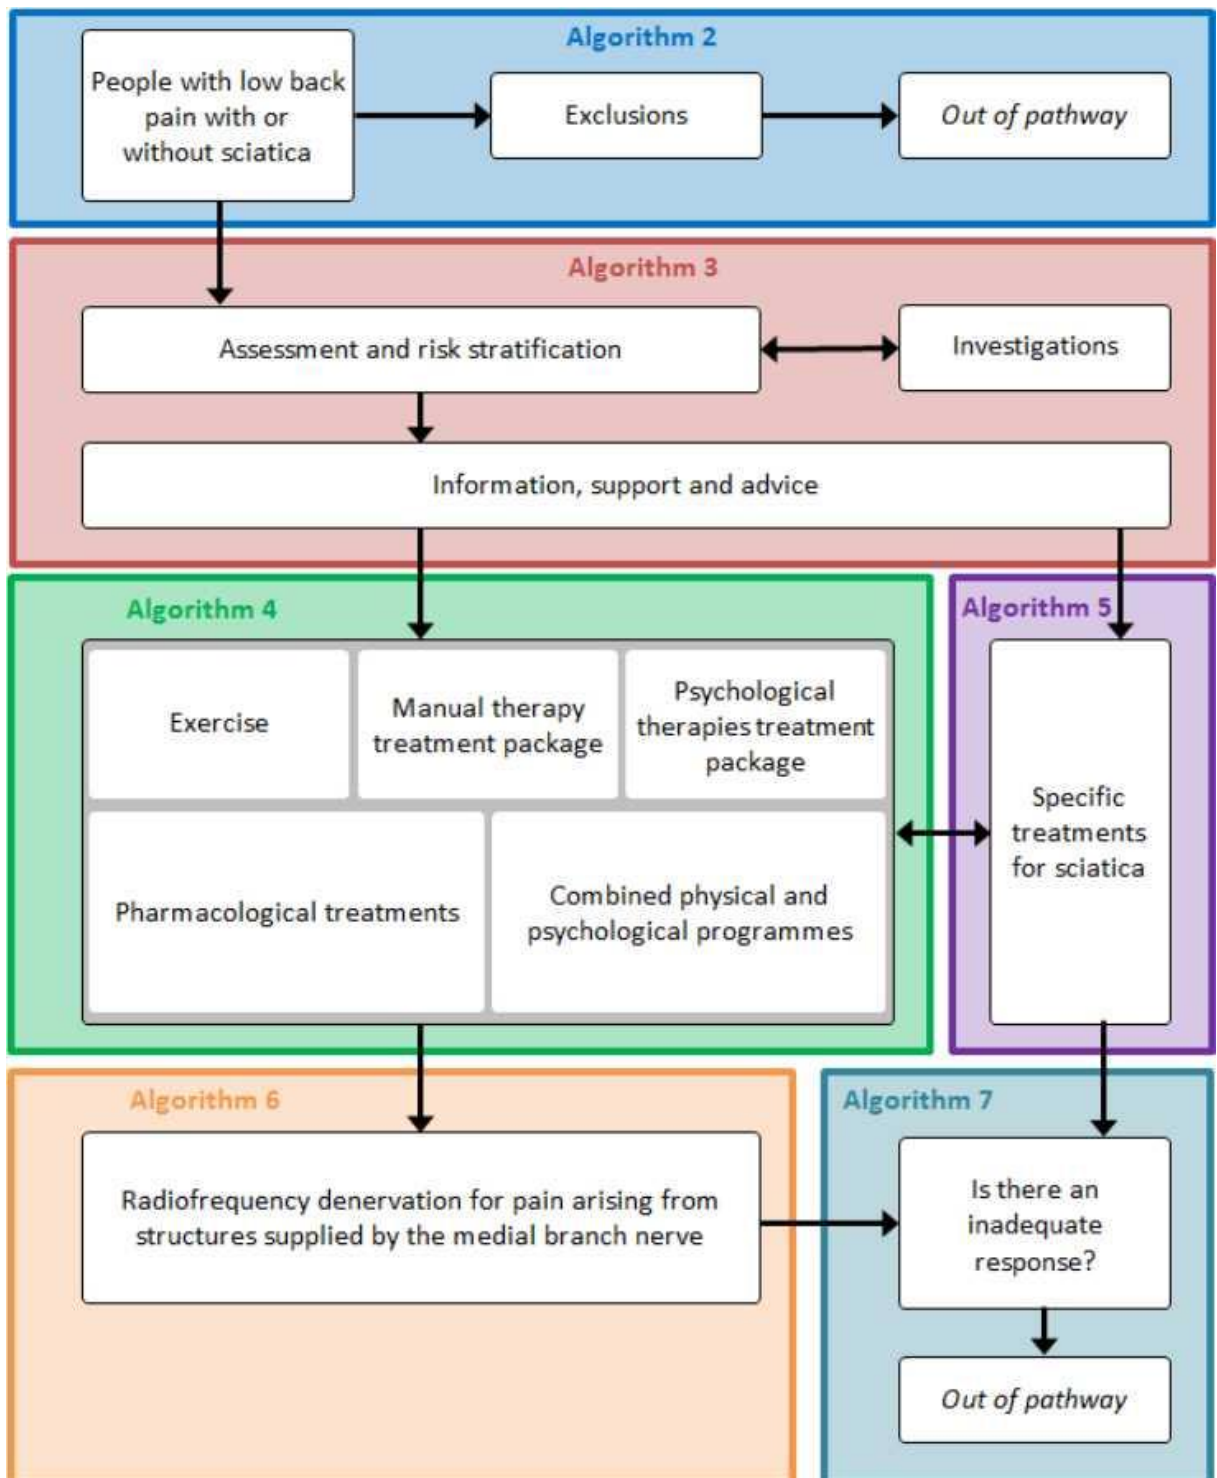 Algorithm 2
People with low back
pain with or
without sciatica
Exclusions
Out of pathway
Algorithm 3
Assessment and risk stratification
Investigations
Information, support and advice
Algorithm 4
Exercise
Manual therapy
treatment package
Psychological
therapies treatment
package
Pharmacological treatments
Combined physical and
psychological programmes
Algorithm 5
Specific
treatments
for sciatica
Algorithm 6
Radiofrequency denervation for pain arising from
structures supplied by the medial branch nerve
Algorithm 7
Is there an
inadequate
response?
Out of pathway